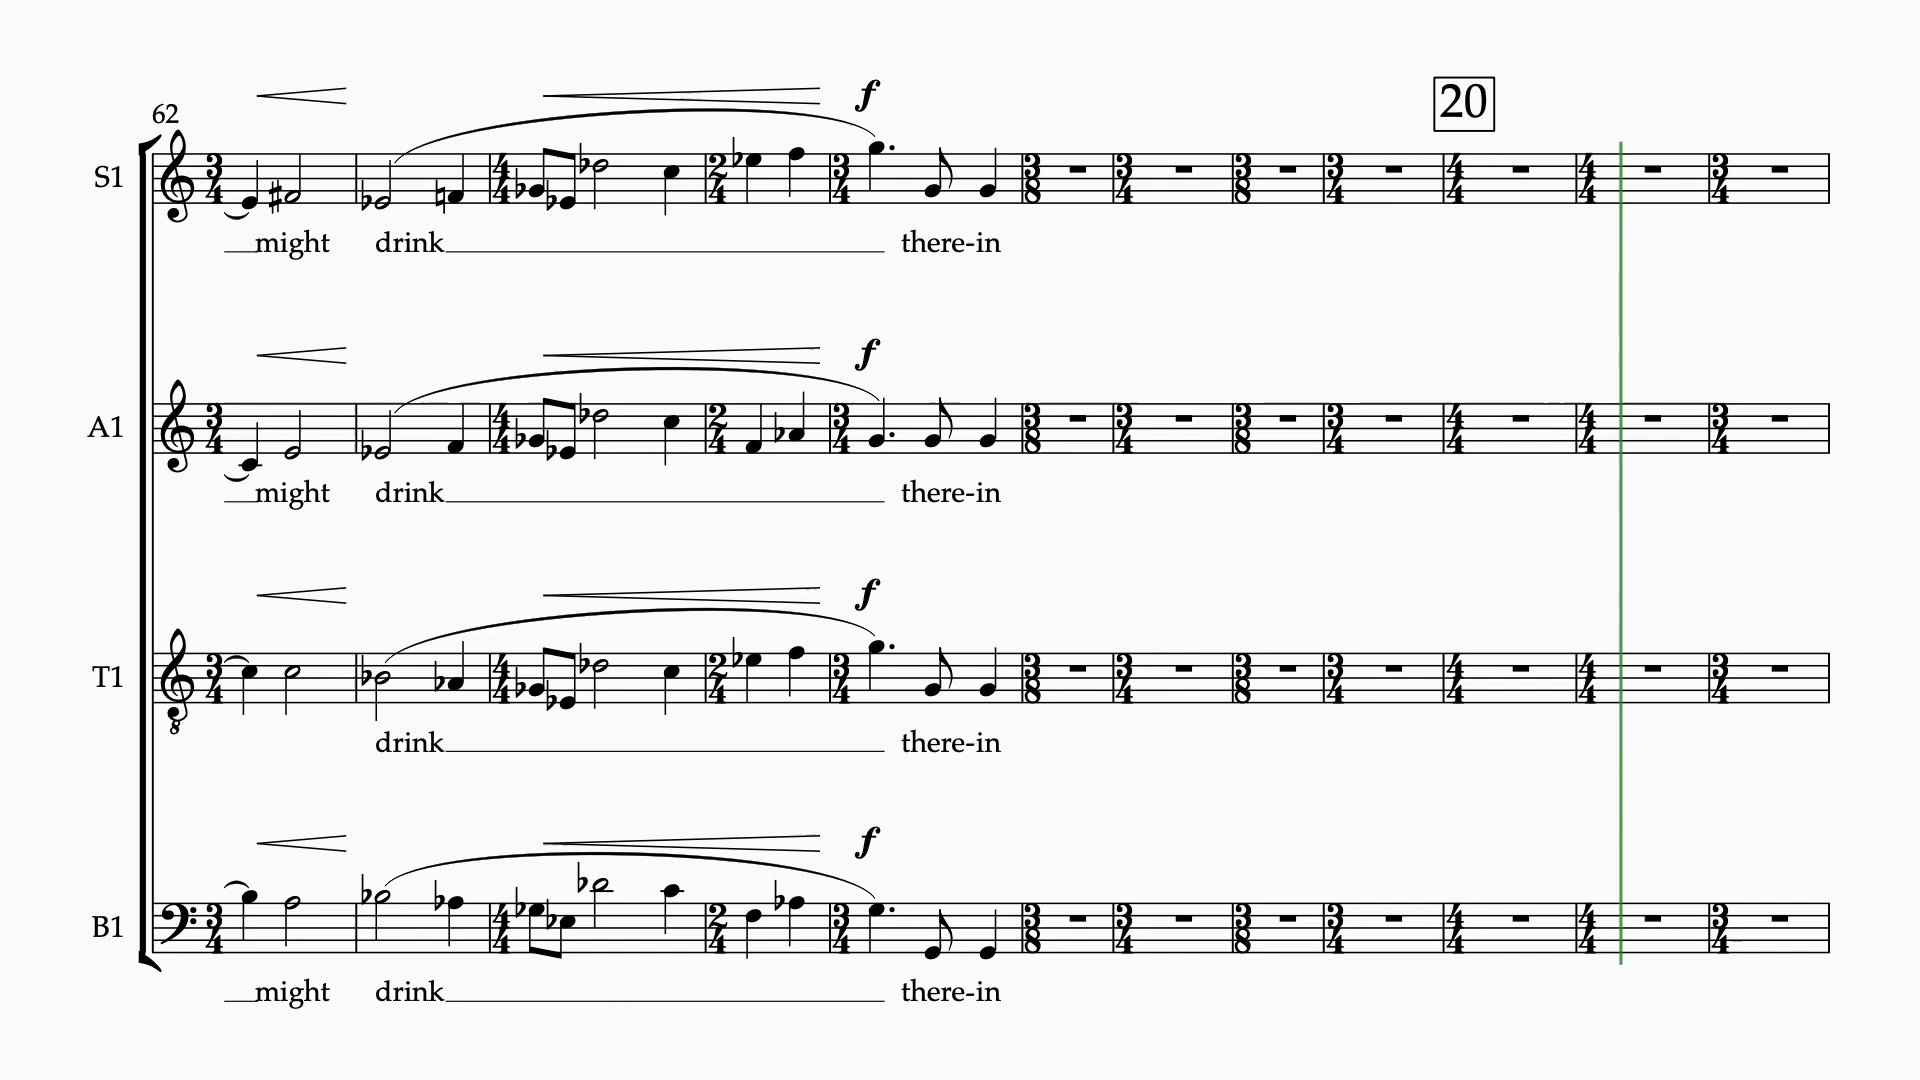 20
62
S1
might drink there-in
A1
might drink there-in
T1
drink there-in
B1
might drink there-in